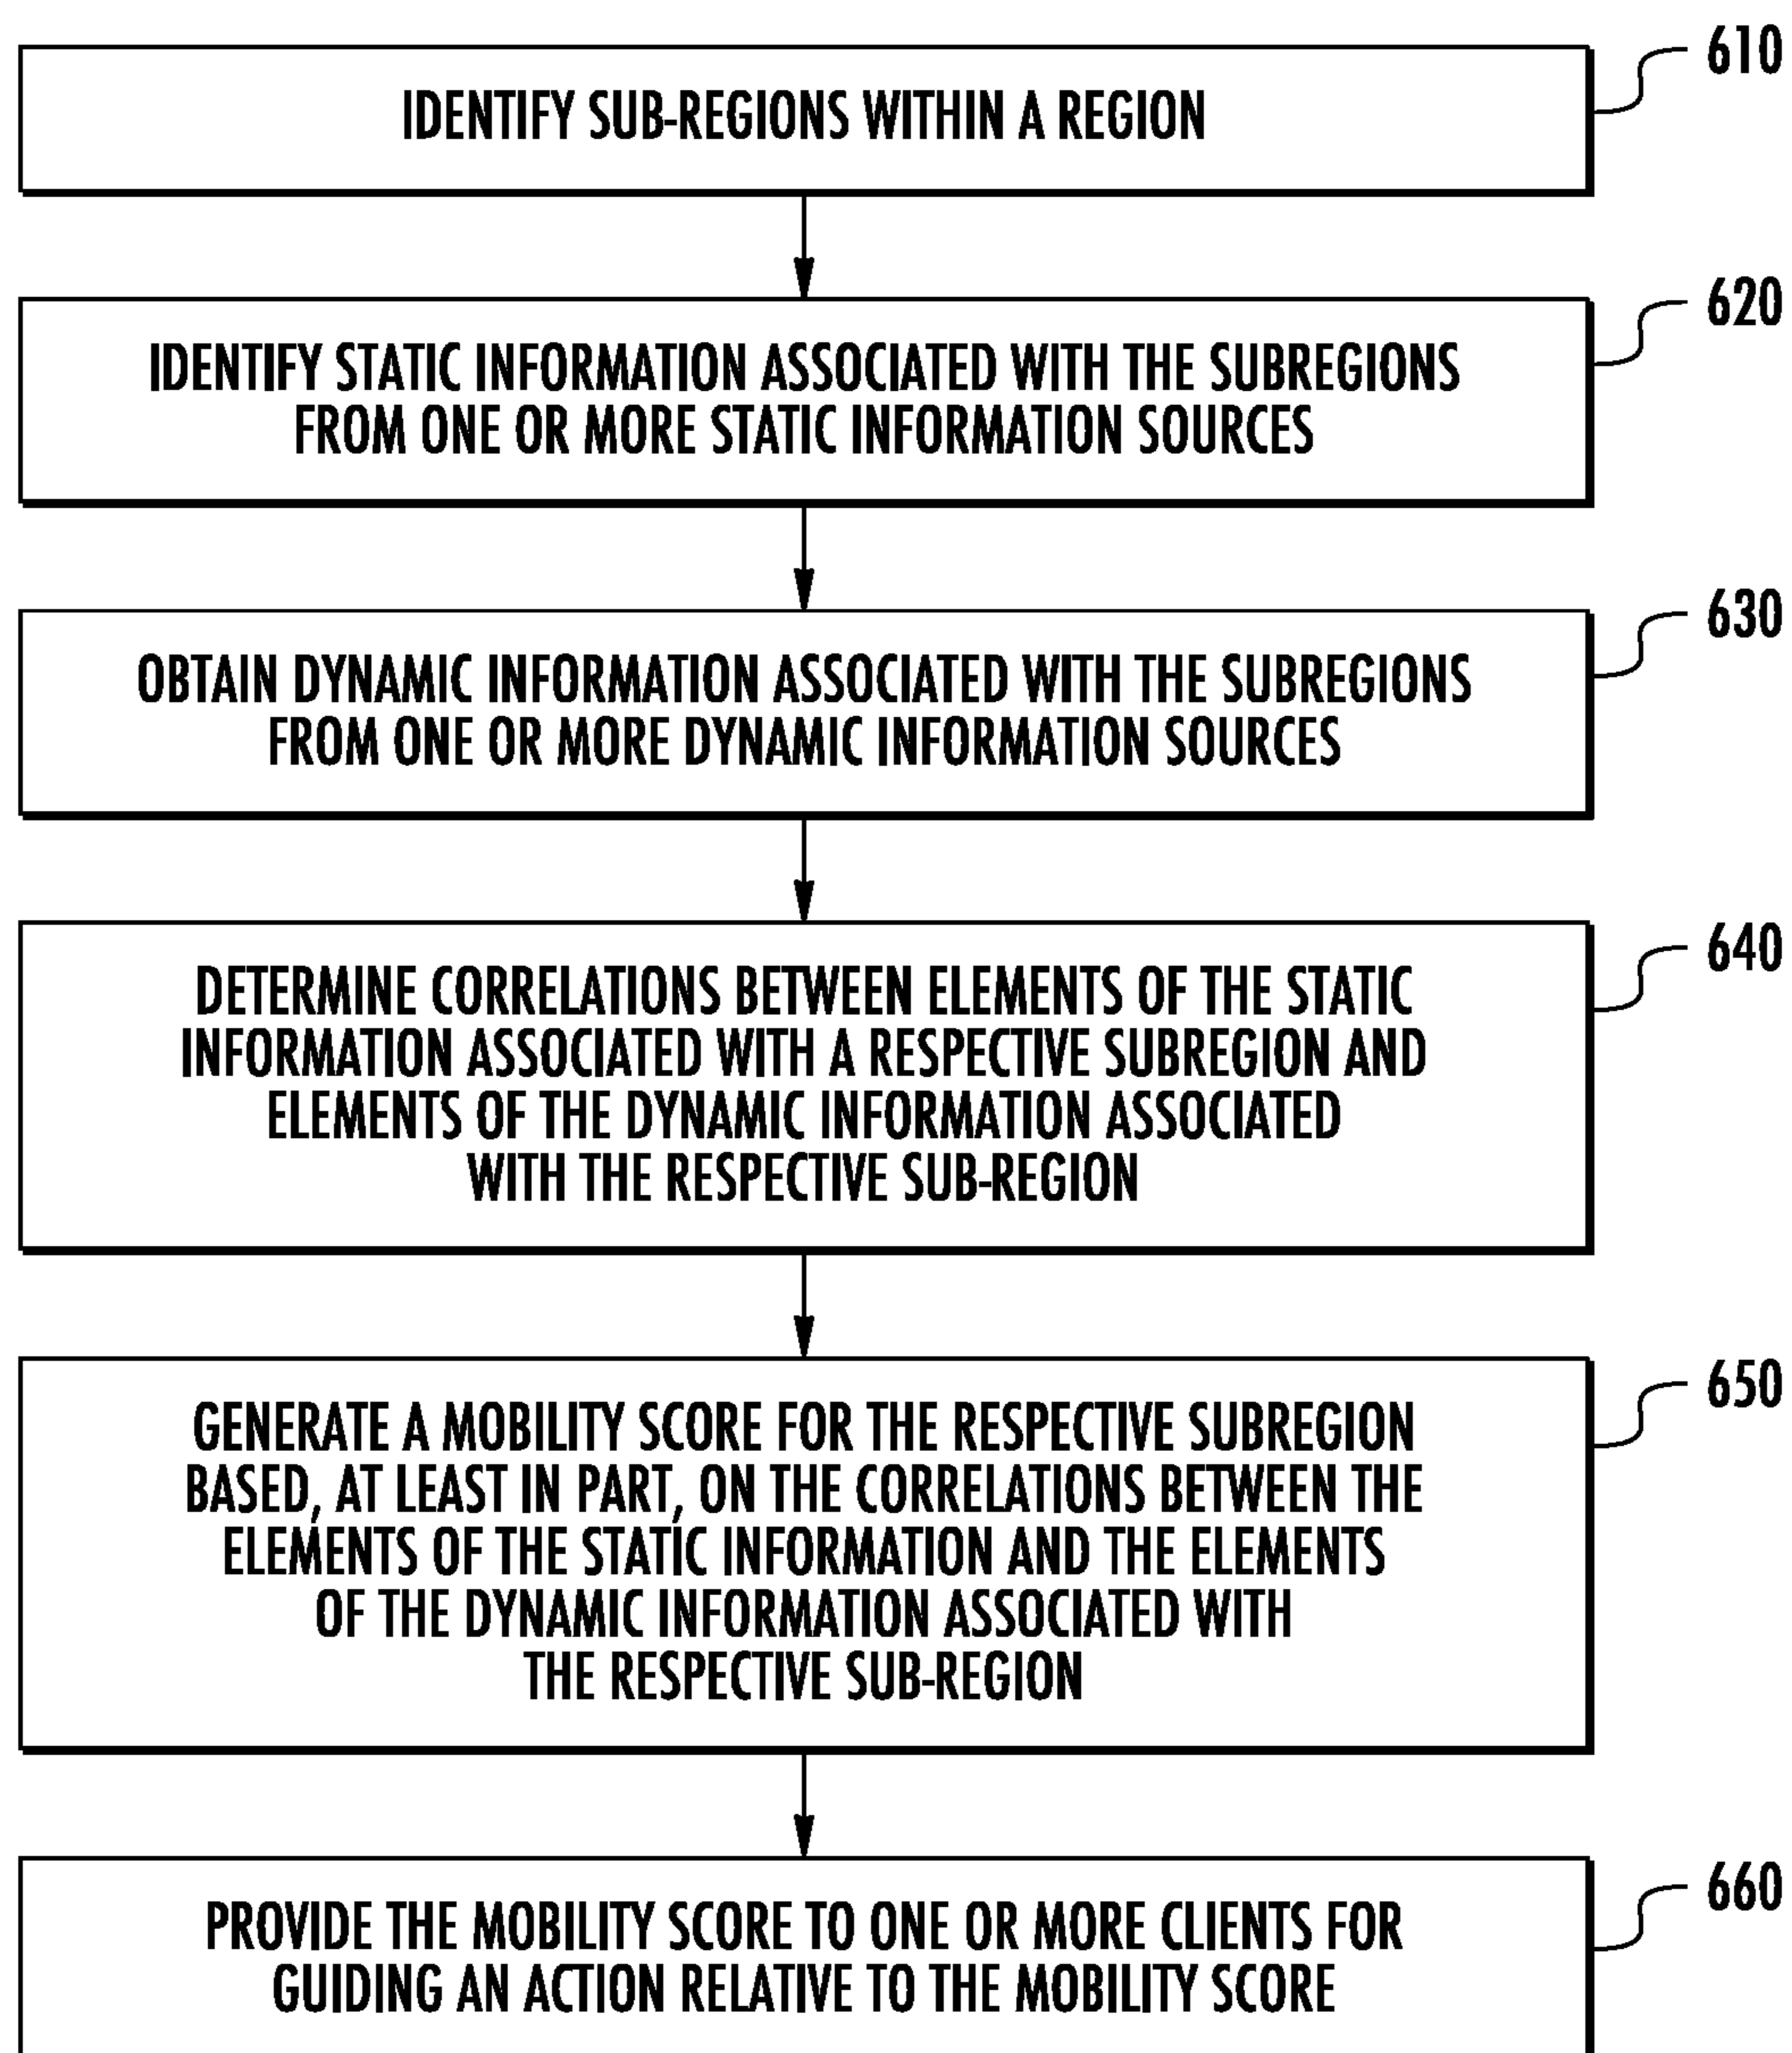 610
IDENTIFY SUB-REGIONS WITHIN A REGION
620
IDENTIFY STATIC INFORMATION ASSOCIATED WITH THE SUBREGIONS
FROM ONE OR MORE STATIC INFORMATION SOURCES
630
OBTAIN DYNAMIC INFORMATION ASSOCIATED WITH THE SUBREGIONS
FROM ONE OR MORE DYNAMIC INFORMATION SOURCES
640
DETERMINE CORRELATIONS BETWEEN ELEMENTS OF THE STATIC
INFORMATION ASSOCIATED WITH A RESPECTIVE SUBREGION AND
ELEMENTS OF THE DYNAMIC INFORMATION ASSOCIATED
WITH THE RESPECTIVE SUB-REGION
650
GENERATE A MOBILITY SCORE FOR THE RESPECTIVE SUBREGION
BASED, AT LEAST IN PART, ON THE CORRELATIONS BETWEEN THE
ELEMENTS OF THE STATIC INFORMATION AND THE ELEMENTS
OF THE DYNAMIC INFORMATION ASSOCIATED WITH
THE RESPECTIVE SUB-REGION
660
PROVIDE THE MOBILITY SCORE TO ONE OR MORE CLIENTS FOR
GUIDING AN ACTION RELATIVE TO THE MOBILITY SCORE